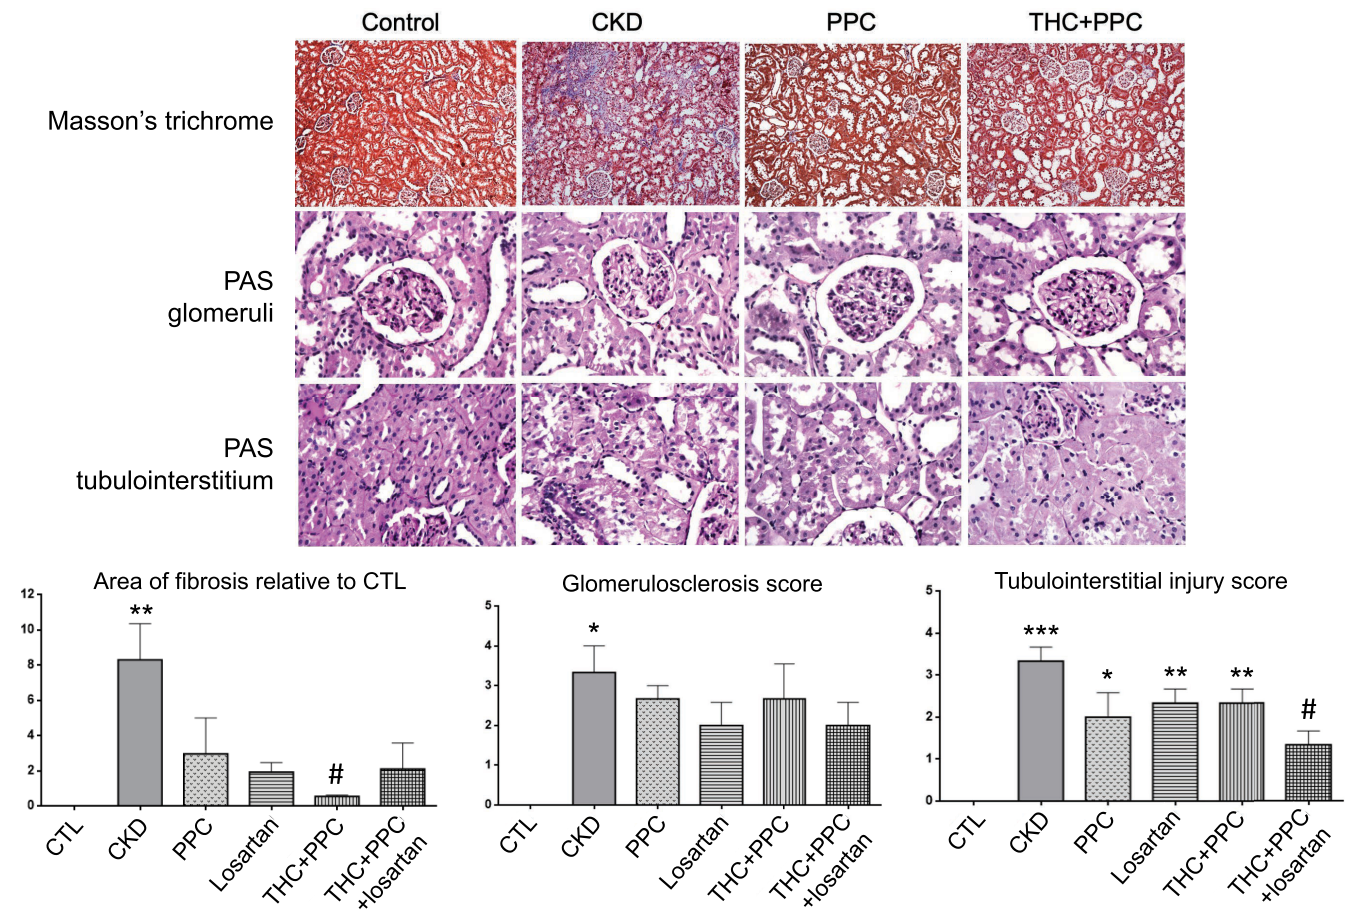 Control CKD PPC THC+PPC
Masson’s trichrome
PAS
glomeruli
PAS
tubulointerstitium
Area of fibrosis relative to CTL
12
10
8
6
4
2
0
**
#
CTL
CKD
PPC
Losartan
THC+PPC
THC+PPC
+losartan
Glomerulosclerosis score
5
4
3
2
1
0
*
CTL
CKD
PPC
Losartan
THC+PPC
THC+PPC
+losartan
Tubulointerstitial injury score
5
4
3
2
1
0
***
*
**
**
#
CTL
CKD
PPC
Losartan
THC+PPC
THC+PPC
+losartan